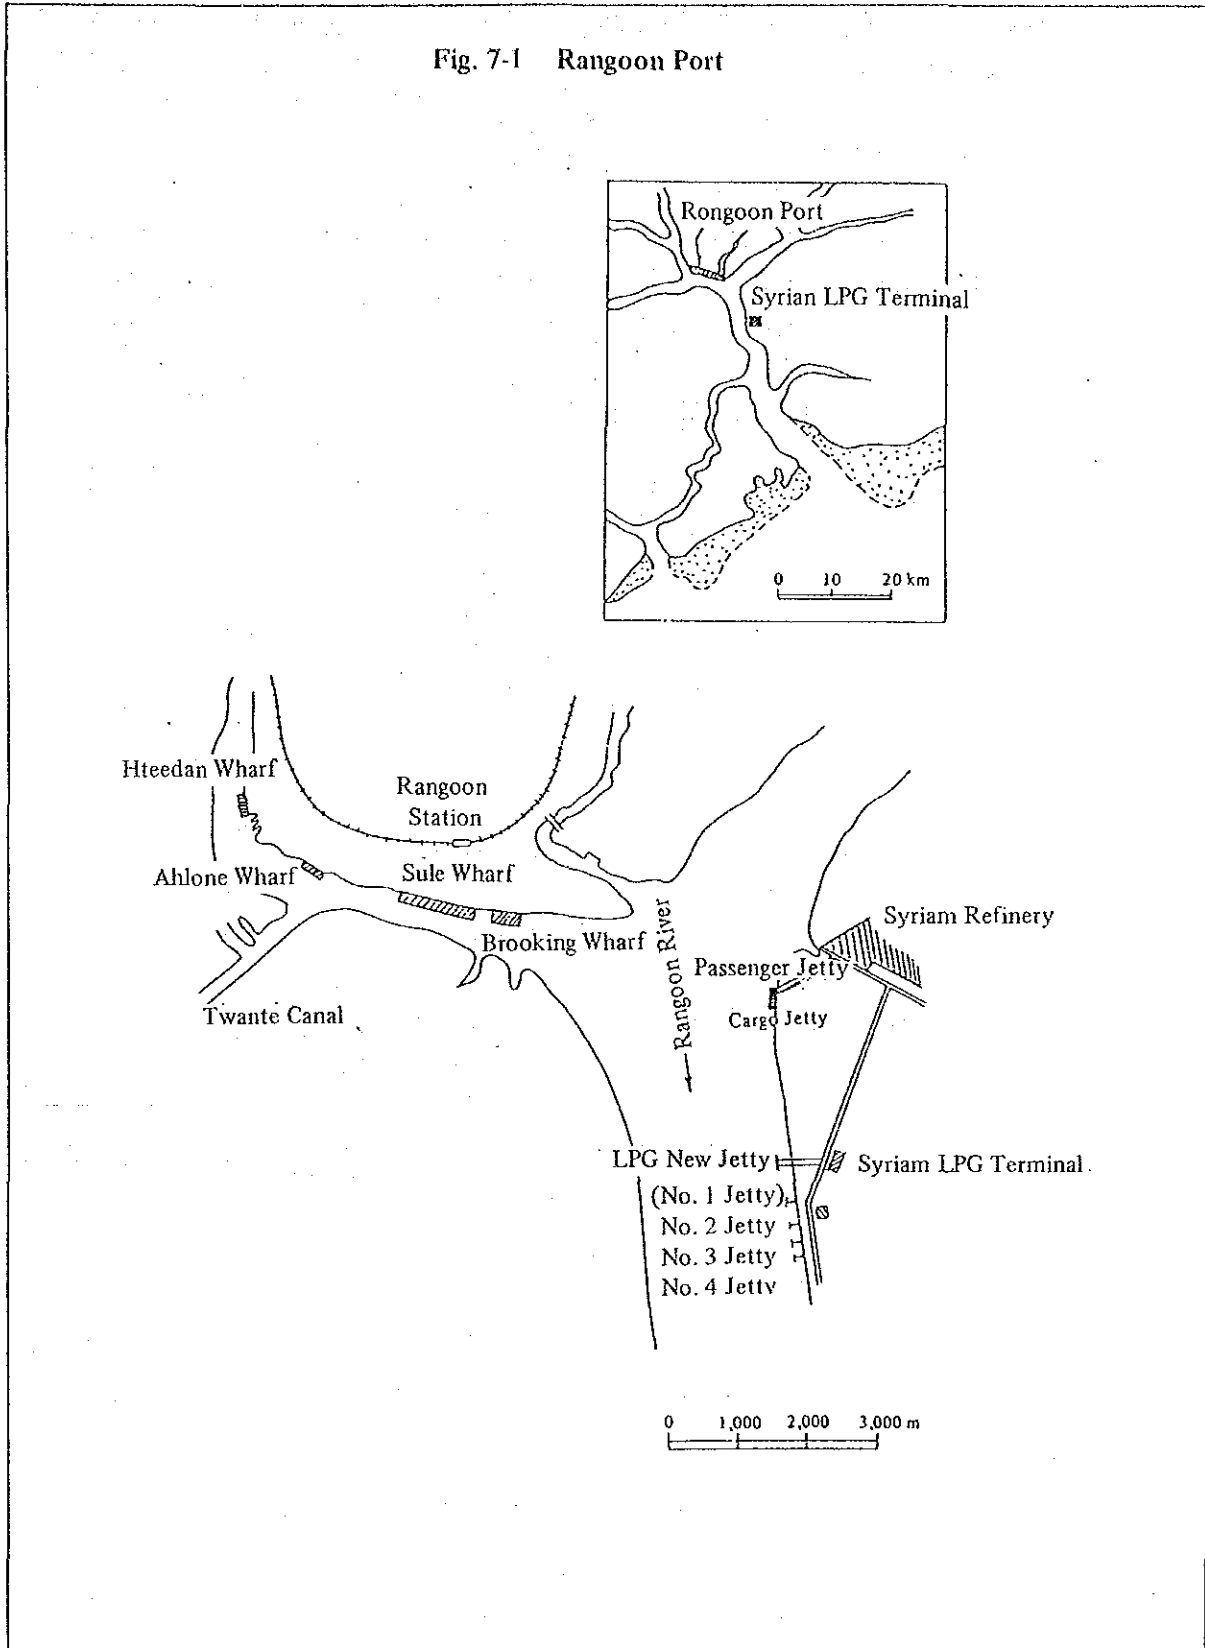 Fig. 7-1 Rangoon Port
Rongoon Port
Syrian LPG Terminal
0 10 20 km
Hteedan Wharf
Rangoon
Station
Ahlone Wharf
Sule Wharf
Brooking Wharf
Twante Canal
Rangoon River
Syriam Refinery
Passenger Jetty
Cargo Jetty
LPG New Jetty
Syriam LPG Terminal
(No. 1 Jetty)
No. 2 Jetty
No. 3 Jetty
No. 4 Jetty
0 1,000 2,000 3,000 m